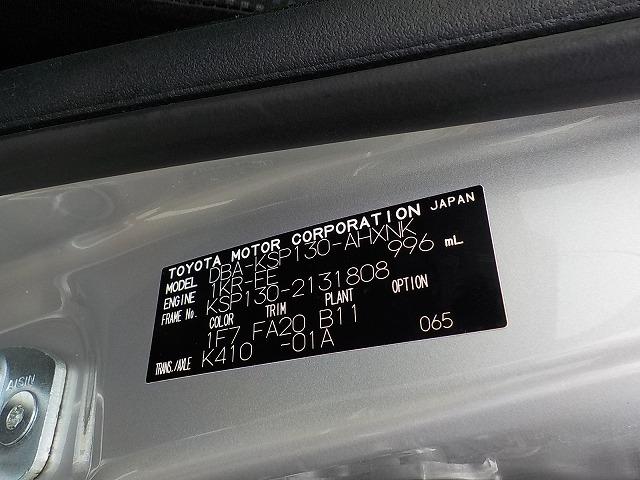 TOYOTA MOTOR CORPORATION JAPAN
MODEL DBA-KSP130-AHXNK
ENGINE 1KR-FE 996 mL
FRAME No. KSP130-2131808
COLOR TRIM PLANT OPTION
1F7 FA20 B11
TRANS./AXLE K410 -01A 065
AISIN